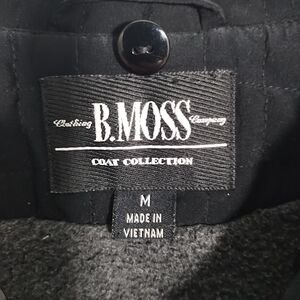 Clothing B.MOSS Company
COAT COLLECTION
M
MADE IN
VIETNAM